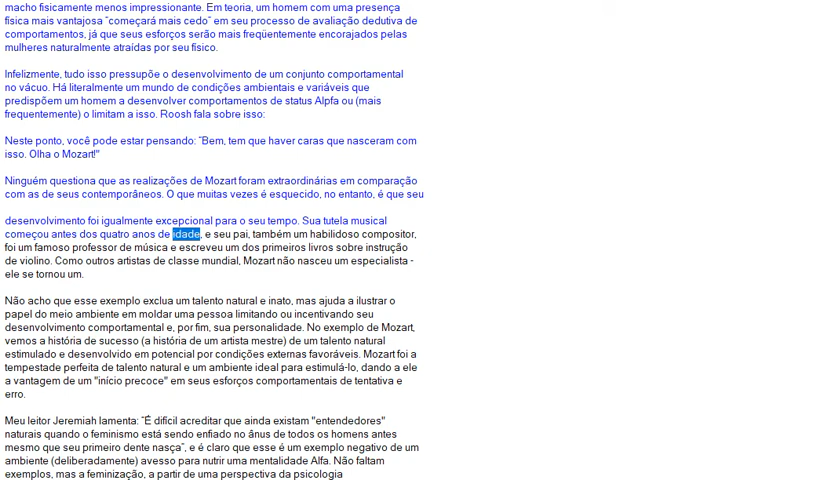 macho fisicamente menos impressionante. Em teoria, um homem com uma presença
física mais vantajosa “começará mais cedo” em seu processo de avaliação dedutiva de
comportamentos, já que seus esforços serão mais freqüentemente encorajados pelas
mulheres naturalmente atraídas por seu físico.
Infelizmente, tudo isso pressupõe o desenvolvimento de um conjunto comportamental
no vácuo. Há literalmente um mundo de condições ambientais e variáveis que
predispõem um homem a desenvolver comportamentos de status Alpfa ou (mais
frequentemente) o limitam a isso. Roosh fala sobre isso:
Neste ponto, você pode estar pensando: “Bem, tem que haver caras que nasceram com
isso. Olha o Mozart!"
Ninguém questiona que as realizações de Mozart foram extraordinárias em comparação
com as de seus contemporâneos. O que muitas vezes é esquecido, no entanto, é que seu
desenvolvimento foi igualmente excepcional para o seu tempo. Sua tutela musical
começou antes dos quatro anos de idade, e seu pai, também um habilidoso compositor,
foi um famoso professor de música e escreveu um dos primeiros livros sobre instrução
de violino. Como outros artistas de classe mundial, Mozart não nasceu um especialista -
ele se tornou um.
Não acho que esse exemplo exclua um talento natural e inato, mas ajuda a ilustrar o
papel do meio ambiente em moldar uma pessoa limitando ou incentivando seu
desenvolvimento comportamental e, por fim, sua personalidade. No exemplo de Mozart,
vemos a história de sucesso (a história de um artista mestre) de um talento natural
estimulado e desenvolvido em potencial por condições externas favoráveis. Mozart foi a
tempestade perfeita de talento natural e um ambiente ideal para estimulá-lo, dando a ele
a vantagem de um "início precoce" em seus esforços comportamentais de tentativa e
erro.
Meu leitor Jeremiah lamenta: “É difícil acreditar que ainda existam "entendedores"
naturais quando o feminismo está sendo enfiado no ânus de todos os homens antes
mesmo que seu primeiro dente nasça”, e é claro que esse é um exemplo negativo de um
ambiente (deliberadamente) avesso para nutrir uma mentalidade Alfa. Não faltam
exemplos, mas a feminização, a partir de uma perspectiva da psicologia